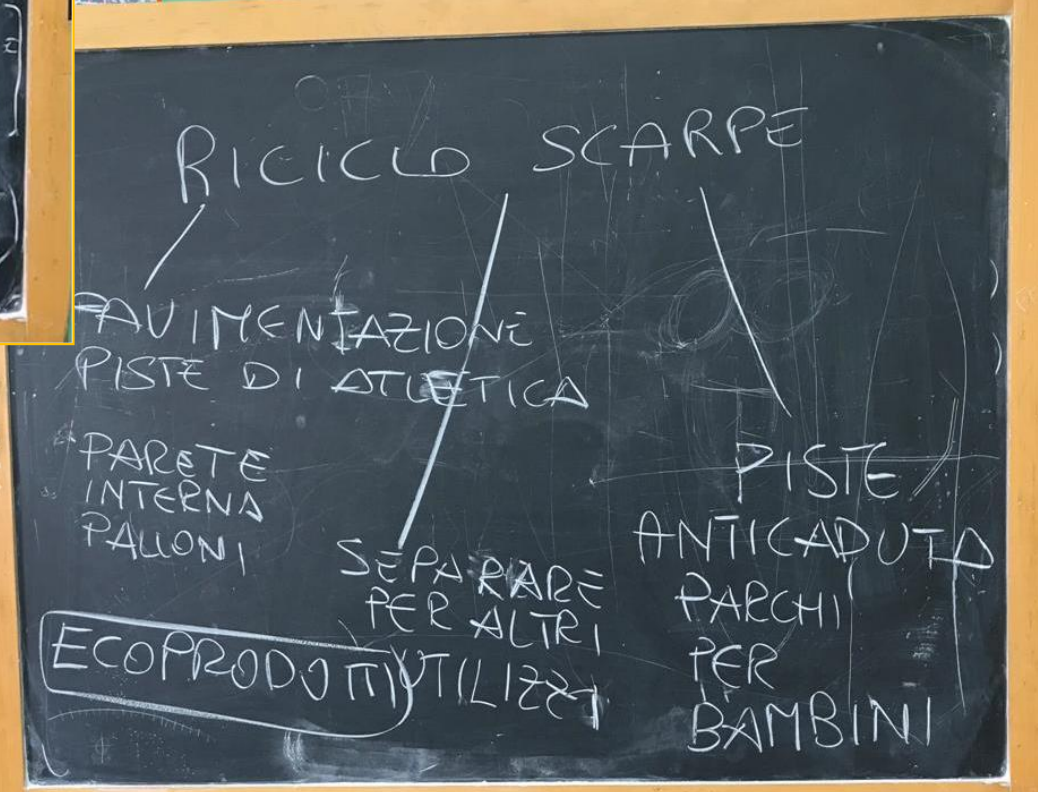 RICICLO SCARPE
PAVIMENTAZIONE
PISTE DI ATLETICA
PARETE
INTERNA
PALLONI
SEPARARE
PER ALTRI
UTILIZZI
ECOPRODOTTI
PISTE
ANTICADUTA
PARCHI
PER
BAMBINI